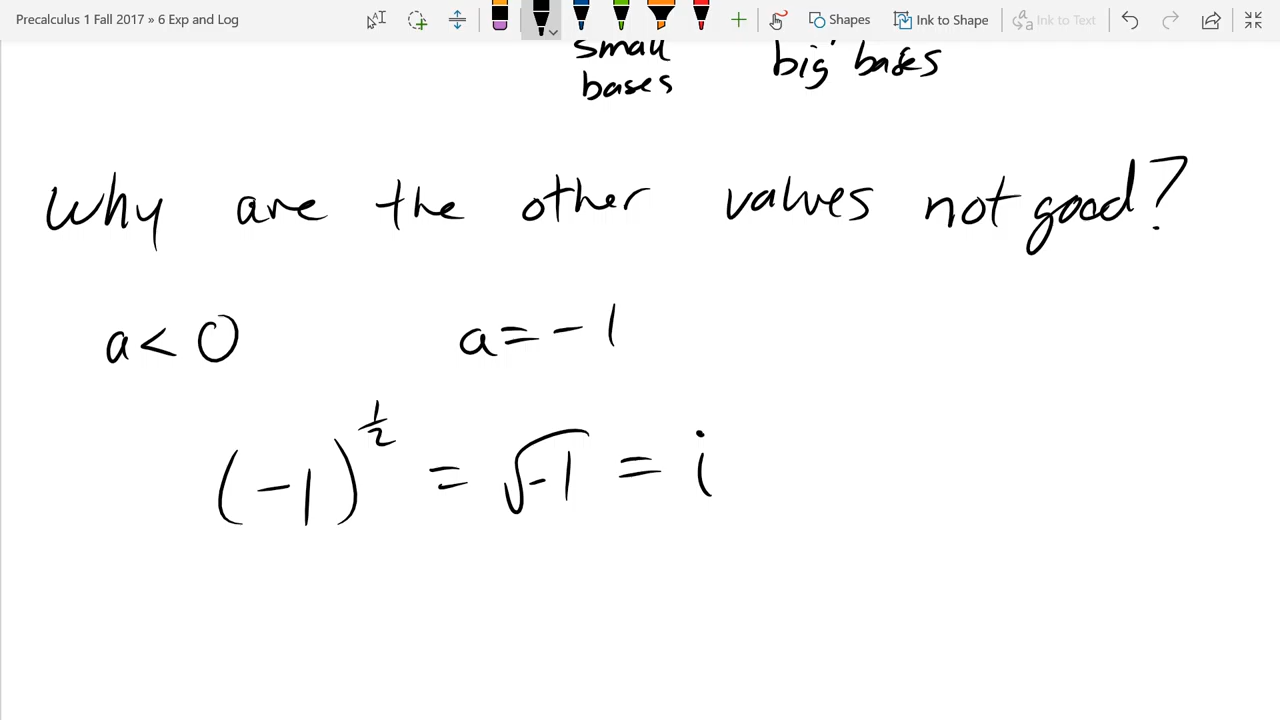 Precalculus 1 Fall 2017 » 6 Exp and Log
Shapes
Ink to Shape
Ink to Text
small big bases
bases
Why are the other values not good?
a < 0 a = -1
(-1)^{1/2} = √-1 = i